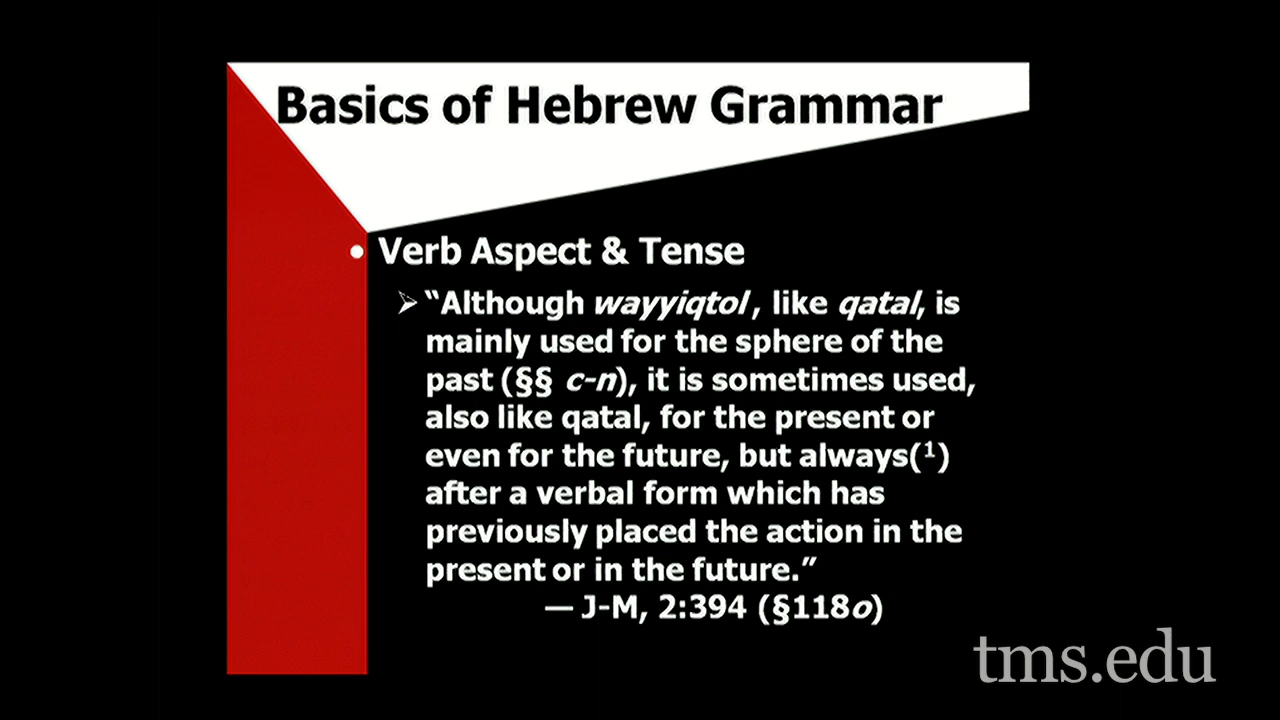 Basics of Hebrew Grammar
• Verb Aspect & Tense
➢ “Although wayyiqtol, like qatal, is
mainly used for the sphere of the
past (§§ c-n), it is sometimes used,
also like qatal, for the present or
even for the future, but always(¹)
after a verbal form which has
previously placed the action in the
present or in the future.”
— J-M, 2:394 (§118o)
tms.edu